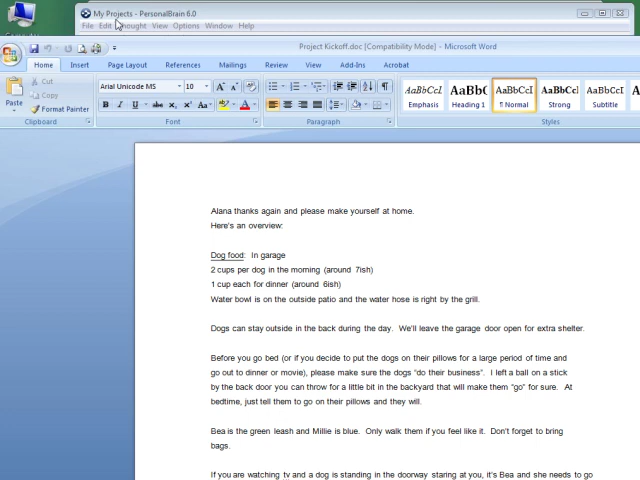 My Projects - PersonalBrain 6.0
File Edit Thought View Options Window Help
Project Kickoff.doc [Compatibility Mode] - Microsoft Word
Home Insert Page Layout References Mailings Review View Add-Ins Acrobat
Paste
Cut
Copy
Format Painter
Clipboard
Arial Unicode MS 10
Font
Paragraph
AaBbCcI AaBb( AaBbCcI AaBbCcl AaBbCcI A
Emphasis Heading 1 ¶ Normal Strong Subtitle
Styles
Alana thanks again and please make yourself at home.
Here's an overview:
Dog food: In garage
2 cups per dog in the morning (around 7ish)
1 cup each for dinner (around 6ish)
Water bowl is on the outside patio and the water hose is right by the grill.
Dogs can stay outside in the back during the day. We'll leave the garage door open for extra shelter.
Before you go bed (or if you decide to put the dogs on their pillows for a large period of time and
go out to dinner or movie), please make sure the dogs "do their business". I left a ball on a stick
by the back door you can throw for a little bit in the backyard that will make them "go" for sure. At
bedtime, just tell them to go on their pillows and they will.
Bea is the green leash and Millie is blue. Only walk them if you feel like it. Don't forget to bring
bags.
If you are watching tv and a dog is standing in the doorway staring at you, it's Bea and she needs to go